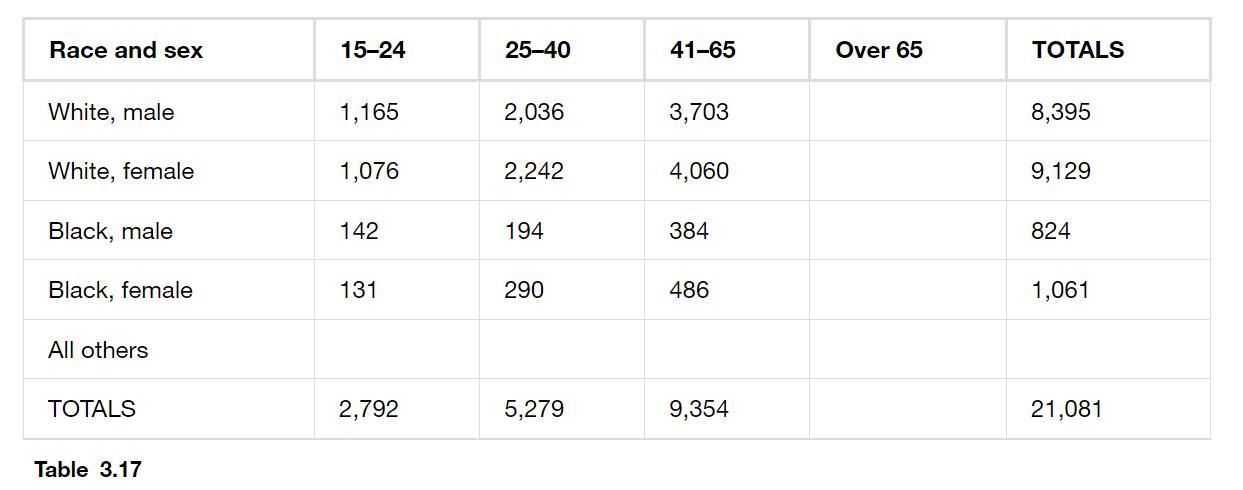 Race and sex 15–24 25–40 41–65 Over 65 TOTALS
White, male 1,165 2,036 3,703 8,395
White, female 1,076 2,242 4,060 9,129
Black, male 142 194 384 824
Black, female 131 290 486 1,061
All others
TOTALS 2,792 5,279 9,354 21,081
Table 3.17